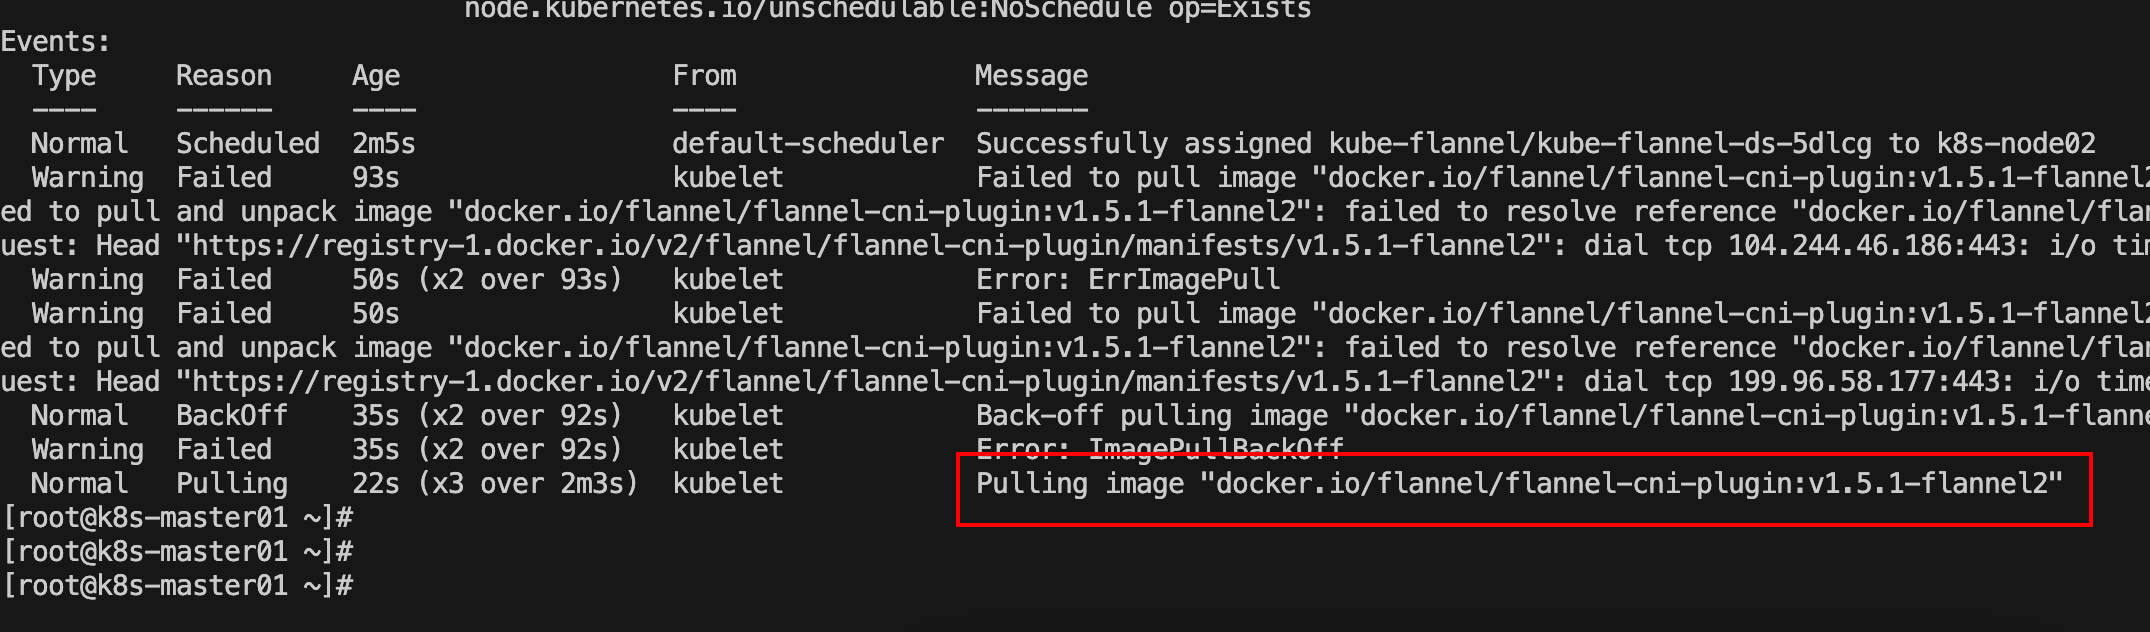 node.kubernetes.io/unschedulable:NoSchedule op=Exists
Events:
  Type     Reason     Age                 From               Message
  ----     ------     ----                ----               -------
  Normal   Scheduled  2m5s                default-scheduler  Successfully assigned kube-flannel/kube-flannel-ds-5dlcg to k8s-node02
  Warning  Failed     93s                 kubelet            Failed to pull image "docker.io/flannel/flannel-cni-plugin:v1.5.1-flannel2
ed to pull and unpack image "docker.io/flannel/flannel-cni-plugin:v1.5.1-flannel2": failed to resolve reference "docker.io/flannel/flan
uest: Head "https://registry-1.docker.io/v2/flannel/flannel-cni-plugin/manifests/v1.5.1-flannel2": dial tcp 104.244.46.186:443: i/o tim
  Warning  Failed     50s (x2 over 93s)   kubelet            Error: ErrImagePull
  Warning  Failed     50s                 kubelet            Failed to pull image "docker.io/flannel/flannel-cni-plugin:v1.5.1-flannel2
ed to pull and unpack image "docker.io/flannel/flannel-cni-plugin:v1.5.1-flannel2": failed to resolve reference "docker.io/flannel/flan
uest: Head "https://registry-1.docker.io/v2/flannel/flannel-cni-plugin/manifests/v1.5.1-flannel2": dial tcp 199.96.58.177:443: i/o time
  Normal   BackOff    35s (x2 over 92s)   kubelet            Back-off pulling image "docker.io/flannel/flannel-cni-plugin:v1.5.1-flanne
  Warning  Failed     35s (x2 over 92s)   kubelet            Error: ImagePullBackOff
  Normal   Pulling    22s (x3 over 2m3s)  kubelet            Pulling image "docker.io/flannel/flannel-cni-plugin:v1.5.1-flannel2"
[root@k8s-master01 ~]#
[root@k8s-master01 ~]#
[root@k8s-master01 ~]#